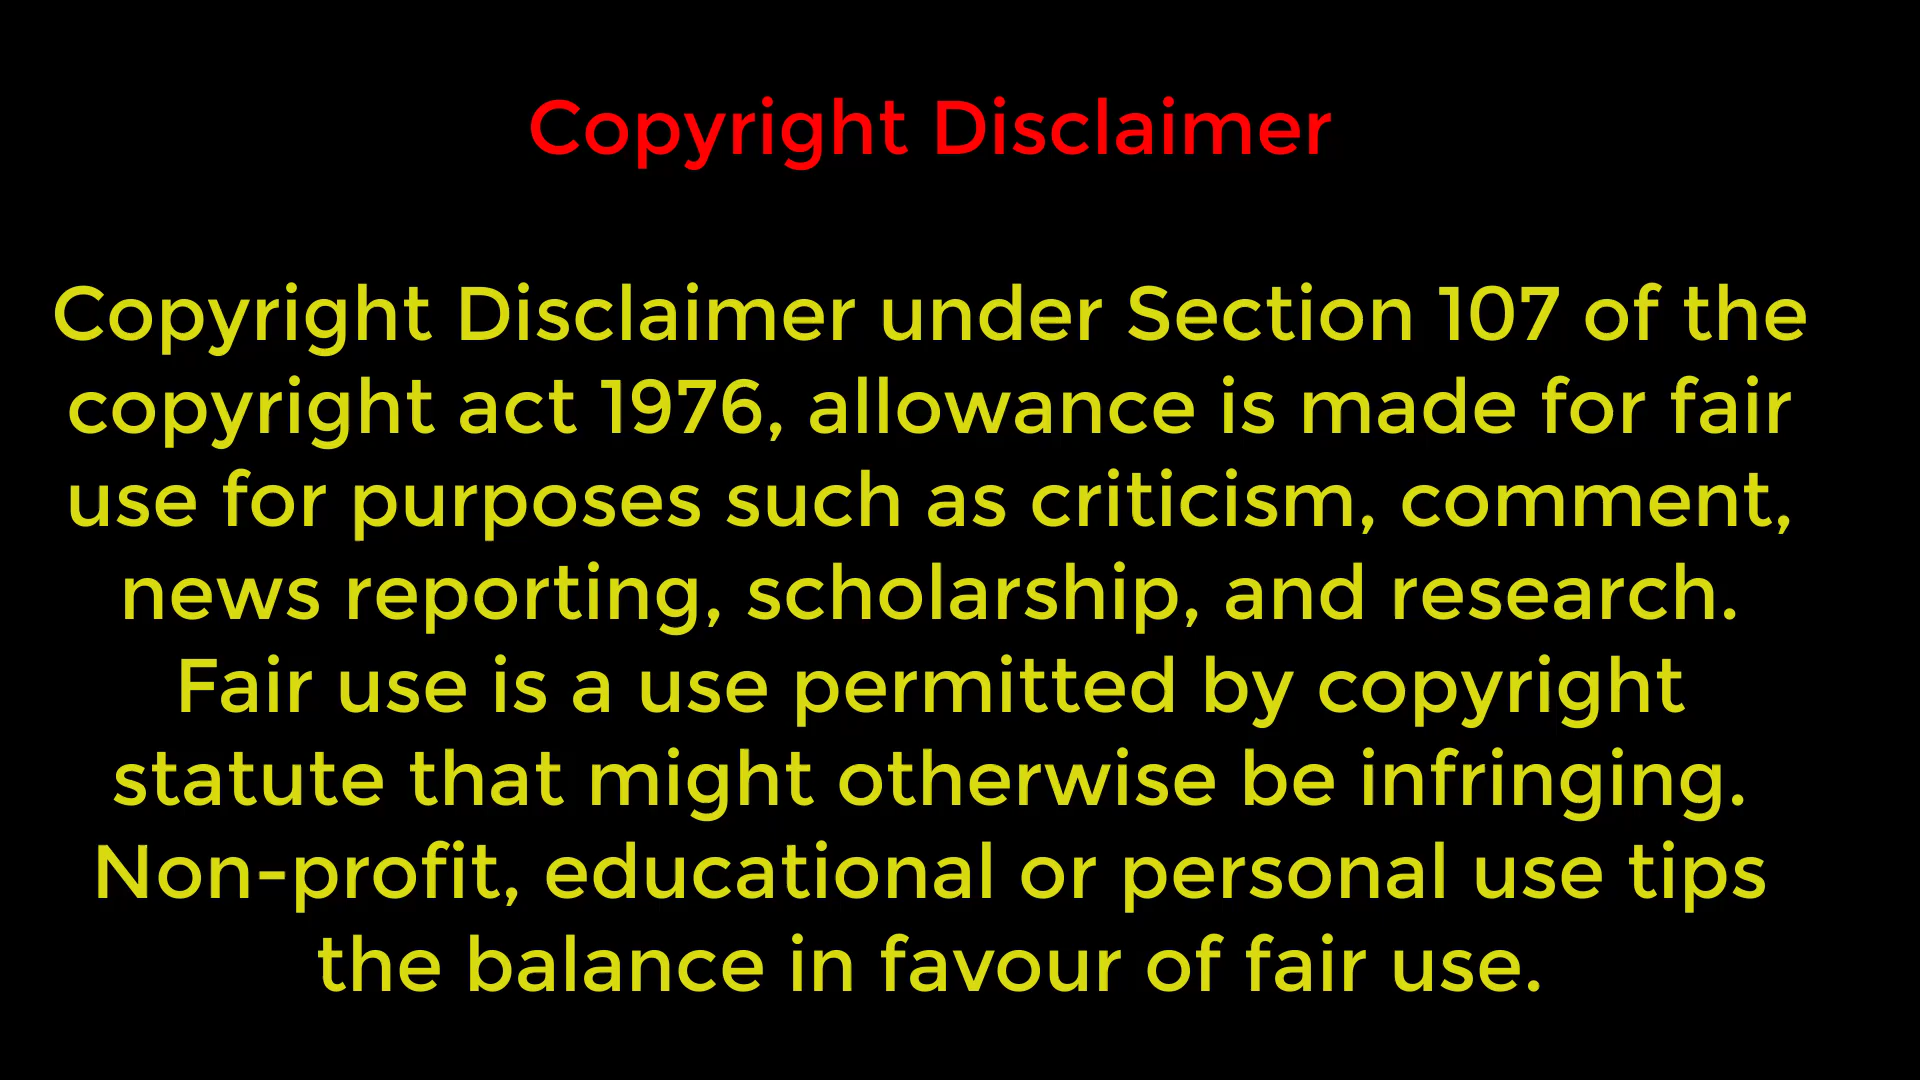 Copyright Disclaimer
Copyright Disclaimer under Section 107 of the
copyright act 1976, allowance is made for fair
use for purposes such as criticism, comment,
news reporting, scholarship, and research.
Fair use is a use permitted by copyright
statute that might otherwise be infringing.
Non-profit, educational or personal use tips
the balance in favour of fair use.